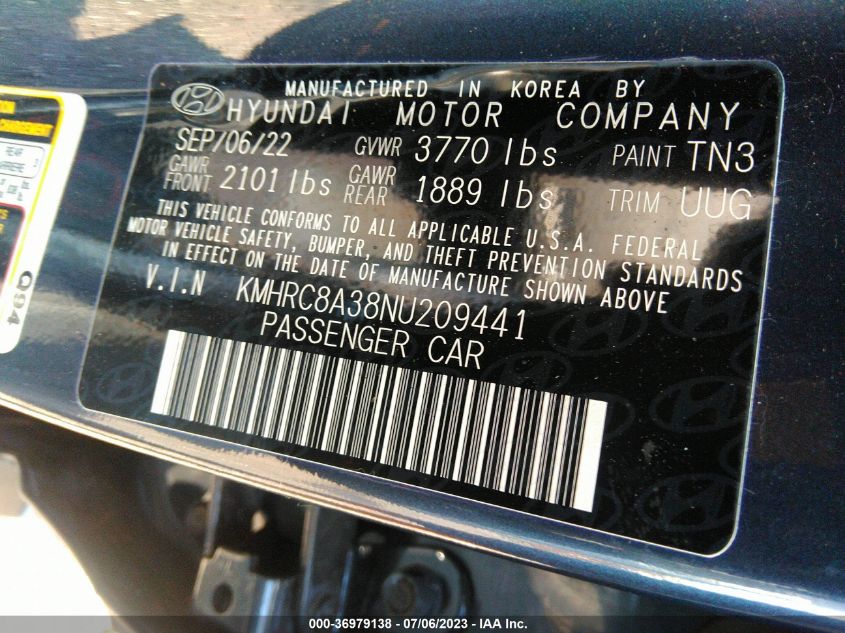 MANUFACTURED IN KOREA BY
HYUNDAI MOTOR COMPANY
SEP/06/22 GVWR 3770 lbs PAINT TN3
GAWR FRONT 2101 lbs GAWR REAR 1889 lbs TRIM UUG
THIS VEHICLE CONFORMS TO ALL APPLICABLE U.S.A. FEDERAL
MOTOR VEHICLE SAFETY, BUMPER, AND THEFT PREVENTION STANDARDS
IN EFFECT ON THE DATE OF MANUFACTURE SHOWN ABOVE
V.I.N KMHRC8A38NU209441
PASSENGER CAR
REAR
Q94
000-36979138 - 07/06/2023 - IAA Inc.